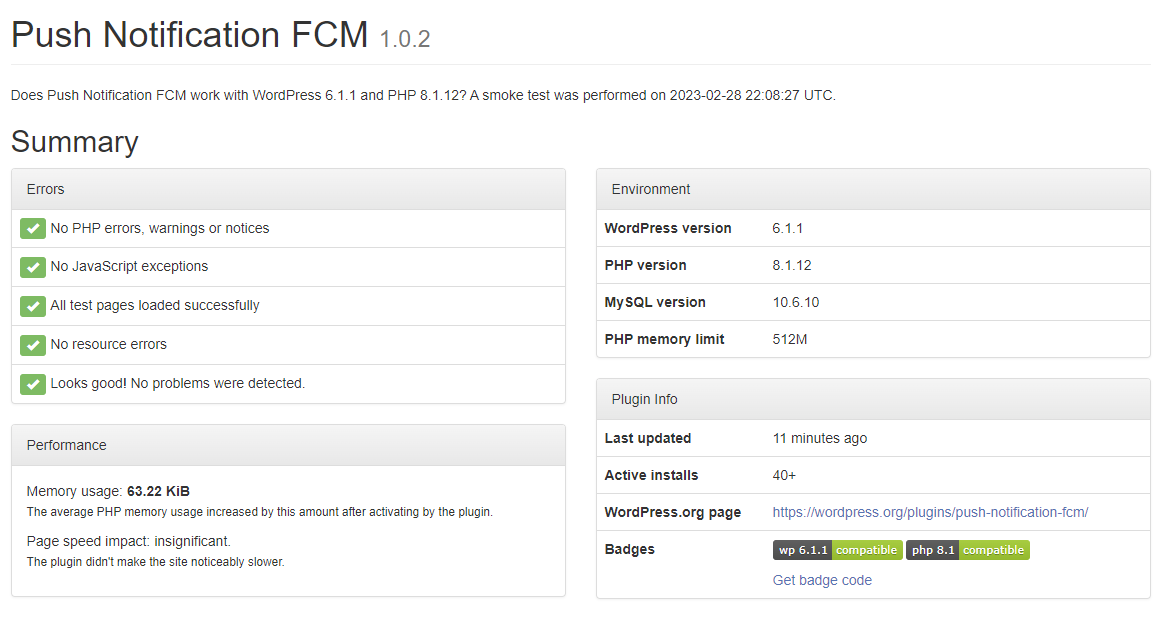 Push Notification FCM 1.0.2
Does Push Notification FCM work with WordPress 6.1.1 and PHP 8.1.12? A smoke test was performed on 2023-02-28 22:08:27 UTC.
Summary
Errors
No PHP errors, warnings or notices
No JavaScript exceptions
All test pages loaded successfully
No resource errors
Looks good! No problems were detected.
Performance
Memory usage: 63.22 KiB
The average PHP memory usage increased by this amount after activating by the plugin.
Page speed impact: insignificant.
The plugin didn't make the site noticeably slower.
Environment
WordPress version 6.1.1
PHP version 8.1.12
MySQL version 10.6.10
PHP memory limit 512M
Plugin Info
Last updated 11 minutes ago
Active installs 40+
WordPress.org page https://wordpress.org/plugins/push-notification-fcm/
Badges wp 6.1.1 compatible php 8.1 compatible
Get badge code